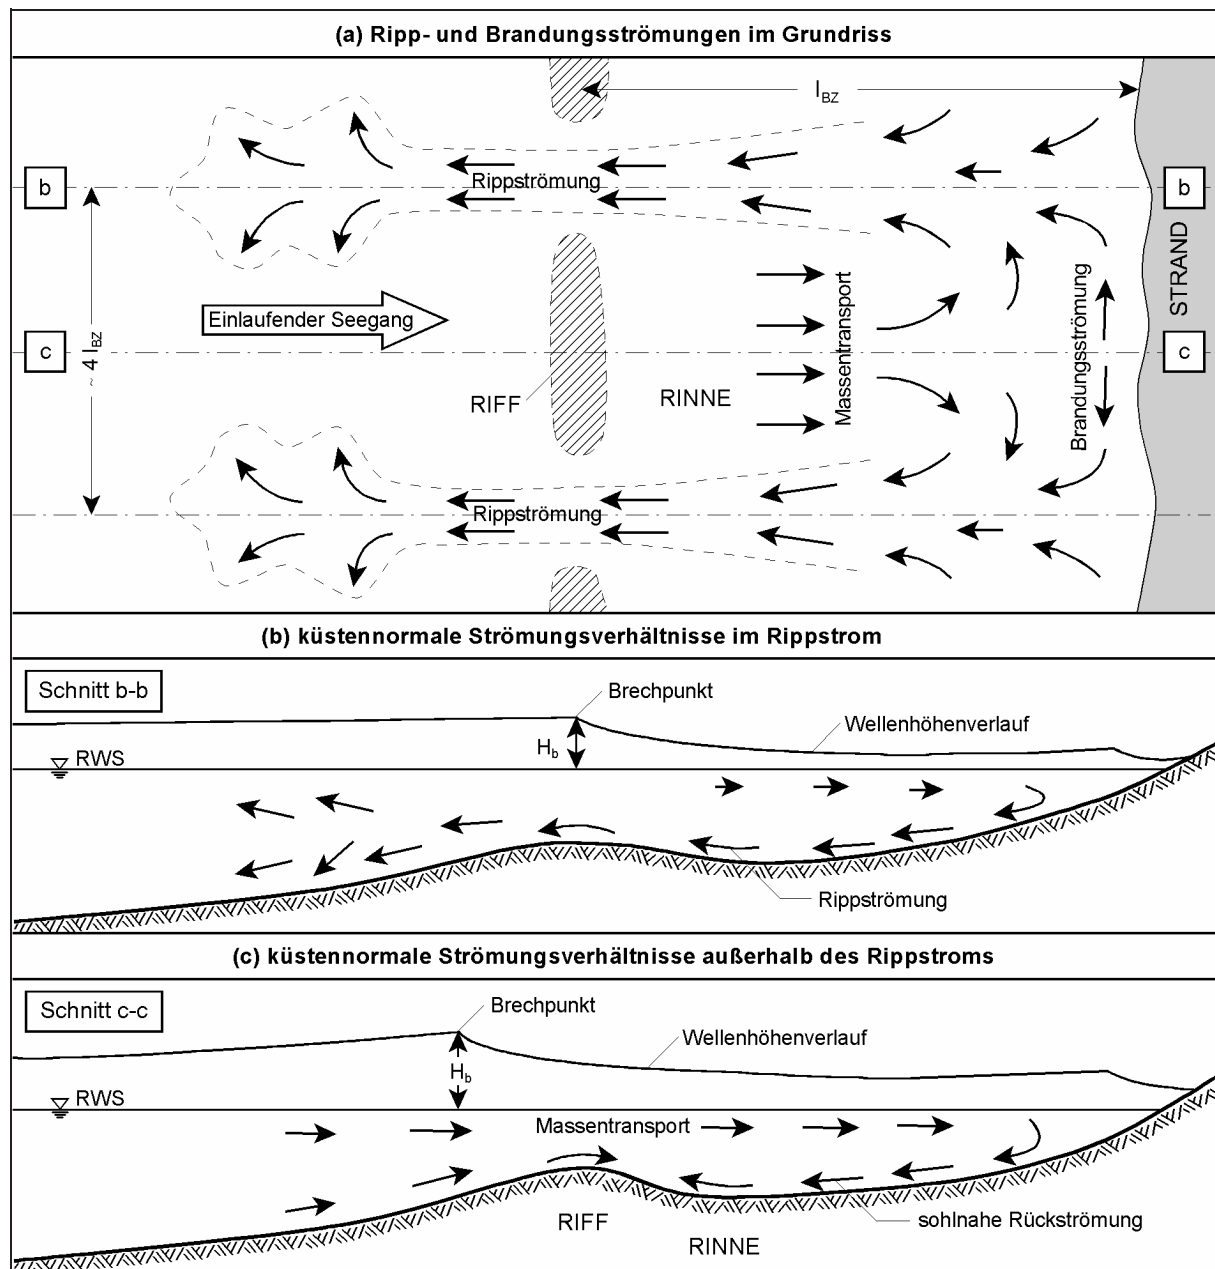 (a) Ripp- und Brandungsströmungen im Grundriss
l_BZ
b
Rippströmung
b
STRAND
Einlaufender Seegang
Massentransport
Brandungsströmung
~ 4 l_BZ
c
c
RIFF
RINNE
Rippströmung
(b) küstennormale Strömungsverhältnisse im Rippstrom
Schnitt b-b
Brechpunkt
Wellenhöhenverlauf
H_b
RWS
Rippströmung
(c) küstennormale Strömungsverhältnisse außerhalb des Rippstroms
Schnitt c-c
Brechpunkt
Wellenhöhenverlauf
H_b
RWS
Massentransport
RIFF
sohlnahe Rückströmung
RINNE